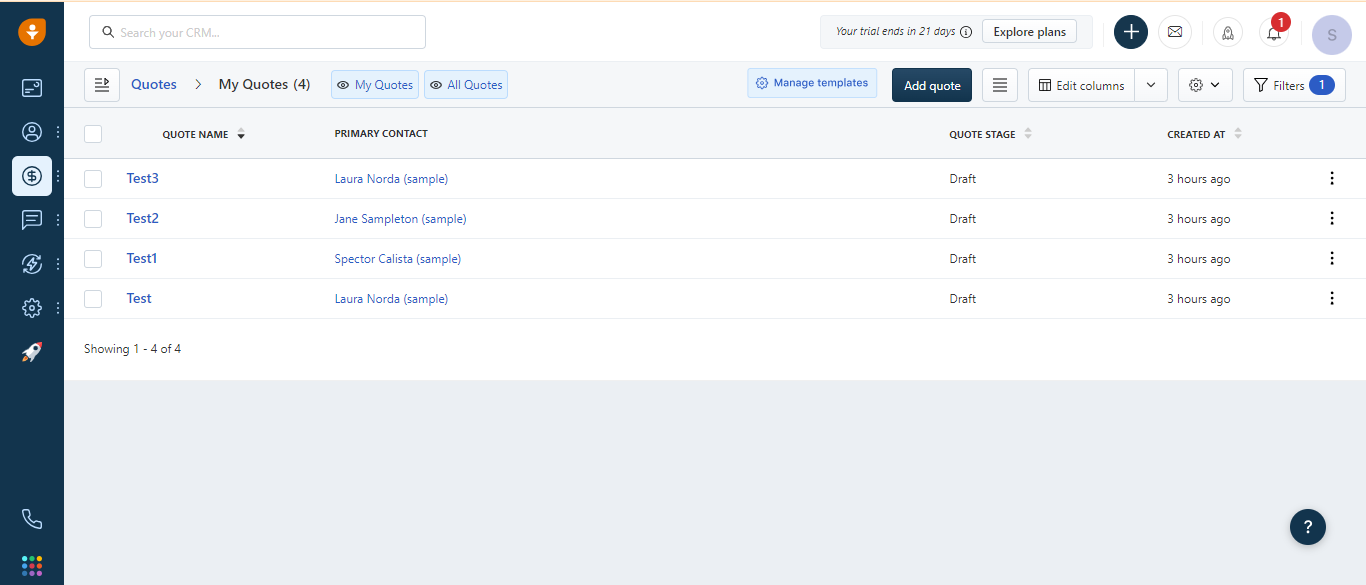 Search your CRM...
Your trial ends in 21 days
Explore plans
1
S
Quotes
My Quotes (4)
My Quotes
All Quotes
Manage templates
Add quote
Edit columns
Filters 1
QUOTE NAME PRIMARY CONTACT QUOTE STAGE CREATED AT
Test3 Laura Norda (sample) Draft 3 hours ago
Test2 Jane Sampleton (sample) Draft 3 hours ago
Test1 Spector Calista (sample) Draft 3 hours ago
Test Laura Norda (sample) Draft 3 hours ago
Showing 1 - 4 of 4
?